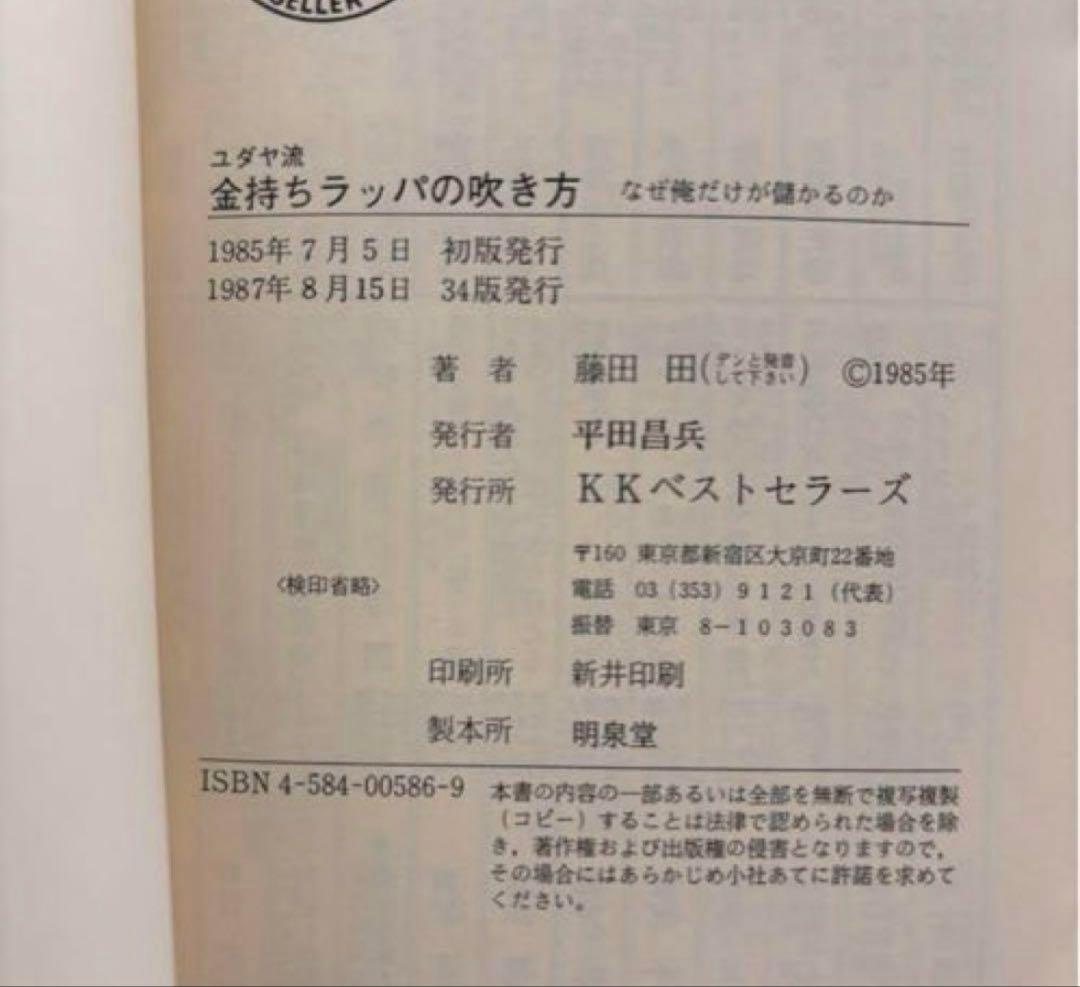 SELLER
ユダヤ流
金持ちラッパの吹き方 なぜ俺だけが儲かるのか
1985年7月5日 初版発行
1987年8月15日 34版発行
著者 藤田 田(デンと発音して下さい) ©1985年
発行者 平田昌兵
発行所 KKベストセラーズ
〒160 東京都新宿区大京町22番地
〈検印省略〉 電話 03(353)9121(代表)
振替 東京 8-103083
印刷所 新井印刷
製本所 明泉堂
ISBN 4-584-00586-9
本書の内容の一部あるいは全部を無断で複写複製
(コピー)することは法律で認められた場合を除
き,著作権および出版権の侵害となりますので,
その場合にはあらかじめ小社あてに許諾を求めて
ください。